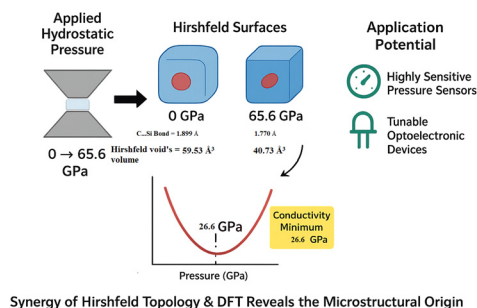 Applied
Hydrostatic
Pressure
0 → 65.6
GPa
Hirshfeld Surfaces
0 GPa
65.6 GPa
C...Si Bond = 1.899 Å
1.770 Å
Hirshfeld void's = 59.53 Å³
volume
40.73 Å³
Application
Potential
Highly Sensitive
Pressure Sensors
Tunable
Optoelectronic
Devices
26.6 GPa
Conductivity
Minimum
26.6 GPa
Pressure (GPa)
Synergy of Hirshfeld Topology & DFT Reveals the Microstructural Origin